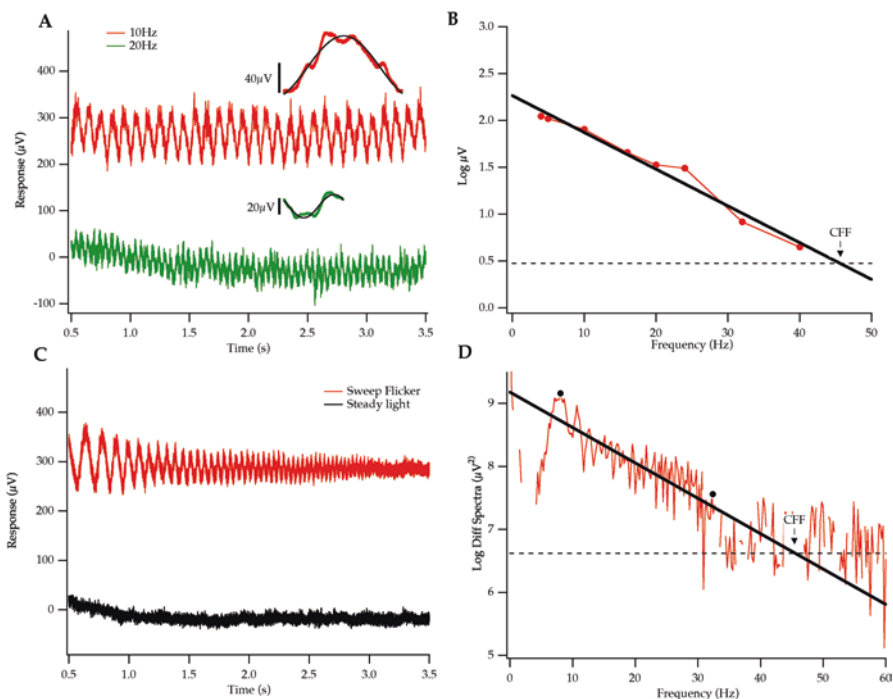 A
10Hz
20Hz
40µV
20µV
Response (µV)
400
300
200
100
0
-100
0.5 1.0 1.5 2.0 2.5 3.0 3.5
Time (s)
B
Log µV
3.0
2.5
2.0
1.5
1.0
0.5
0.0
CFF
0 10 20 30 40 50
Frequency (Hz)
C
Sweep Flicker
Steady light
Response (µV)
400
300
200
100
0
0.5 1.0 1.5 2.0 2.5 3.0 3.5
Time (s)
D
Log Diff Spectra (µV²)
9
8
7
6
5
CFF
0 10 20 30 40 50 60
Frequency (Hz)